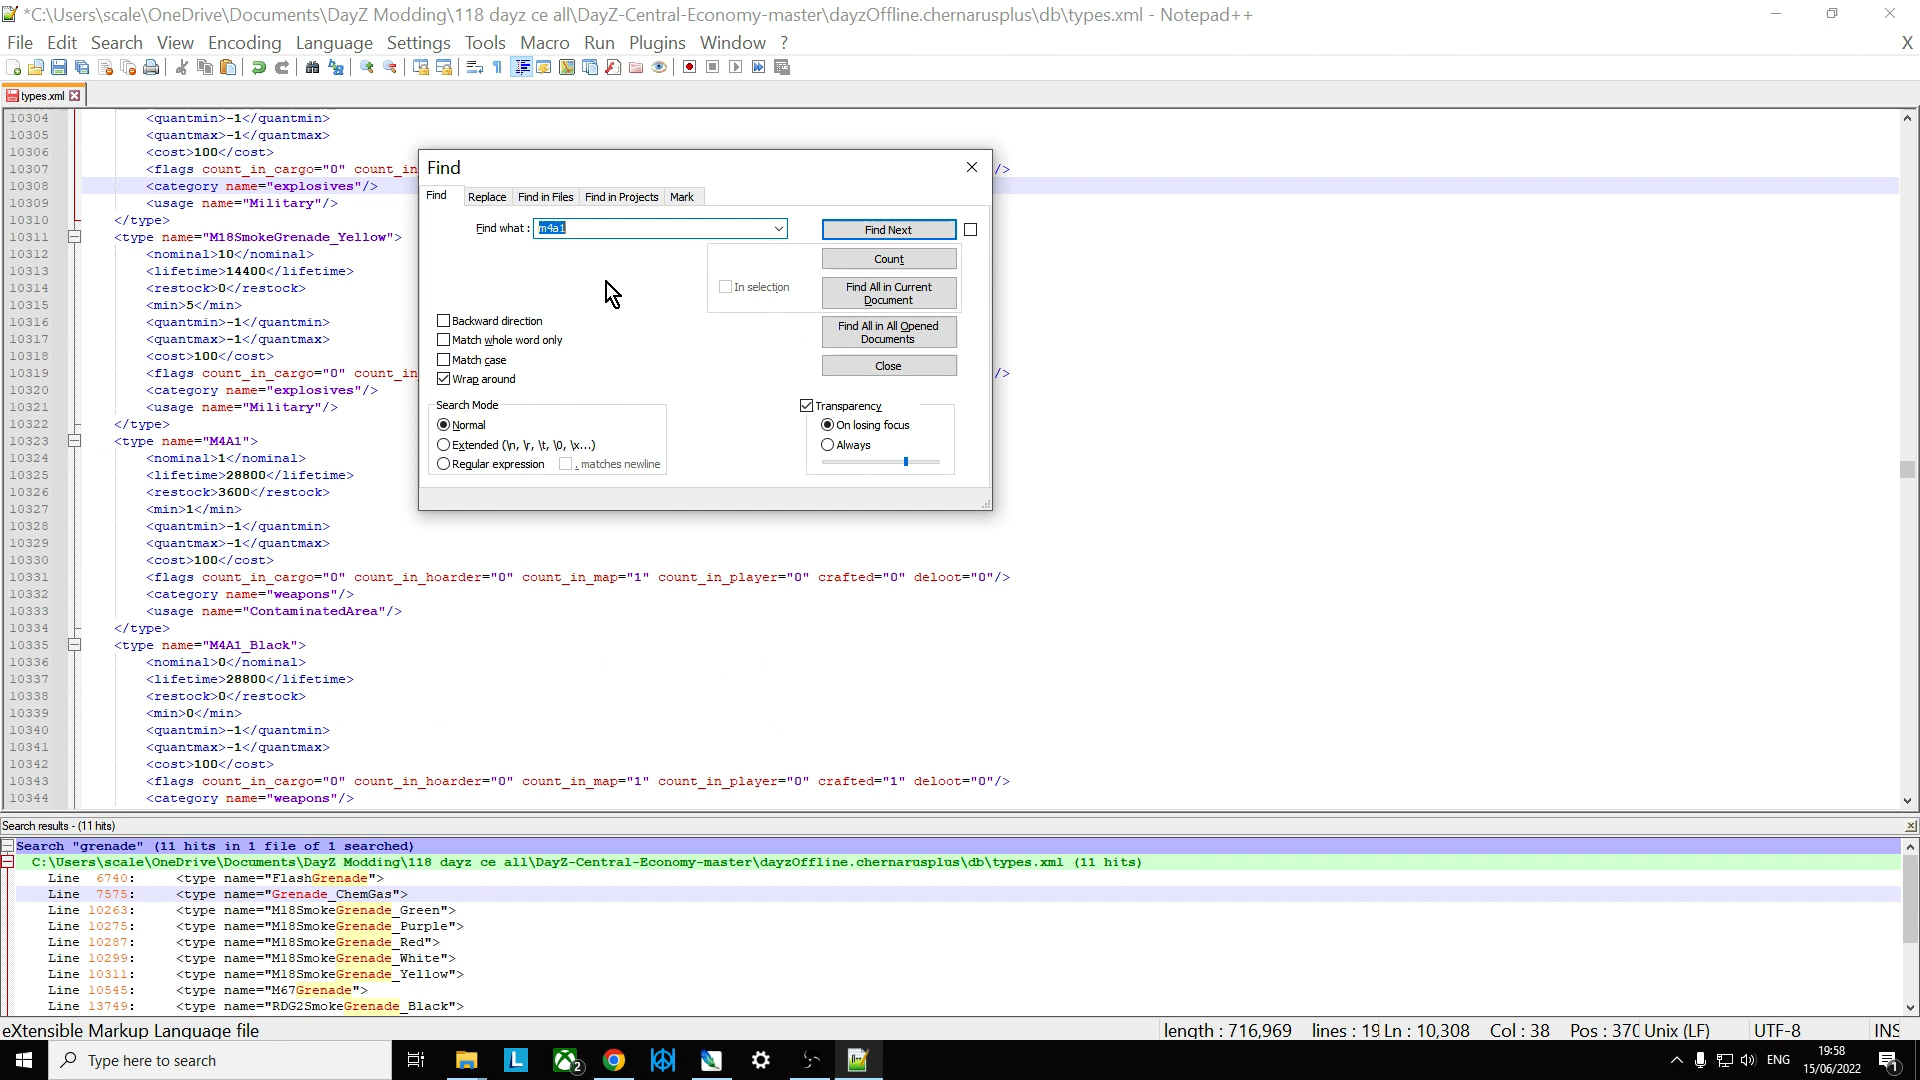 *C:\Users\scale\OneDrive\Documents\DayZ Modding\118 dayz ce all\DayZ-Central-Economy-master\dayzOffline.chernarusplus\db\types.xml - Notepad++
File Edit Search View Encoding Language Settings Tools Macro Run Plugins Window ? X
types.xml
10304 <quantmin>-1</quantmin>
10305 <quantmax>-1</quantmax>
10306 <cost>100</cost>
10307 <flags count_in_cargo="0" count_in />
10308 <category name="explosives"/>
10309 <usage name="Military"/>
10310 </type>
10311 <type name="M18SmokeGrenade_Yellow">
10312 <nominal>10</nominal>
10313 <lifetime>14400</lifetime>
10314 <restock>0</restock>
10315 <min>5</min>
10316 <quantmin>-1</quantmin>
10317 <quantmax>-1</quantmax>
10318 <cost>100</cost>
10319 <flags count_in_cargo="0" count_in />
10320 <category name="explosives"/>
10321 <usage name="Military"/>
10322 </type>
10323 <type name="M4A1">
10324 <nominal>1</nominal>
10325 <lifetime>28800</lifetime>
10326 <restock>3600</restock>
10327 <min>1</min>
10328 <quantmin>-1</quantmin>
10329 <quantmax>-1</quantmax>
10330 <cost>100</cost>
10331 <flags count_in_cargo="0" count_in_hoarder="0" count_in_map="1" count_in_player="0" crafted="0" deloot="0"/>
10332 <category name="weapons"/>
10333 <usage name="ContaminatedArea"/>
10334 </type>
10335 <type name="M4A1_Black">
10336 <nominal>0</nominal>
10337 <lifetime>28800</lifetime>
10338 <restock>0</restock>
10339 <min>0</min>
10340 <quantmin>-1</quantmin>
10341 <quantmax>-1</quantmax>
10342 <cost>100</cost>
10343 <flags count_in_cargo="0" count_in_hoarder="0" count_in_map="1" count_in_player="0" crafted="1" deloot="0"/>
10344 <category name="weapons"/>
Find
Find Replace Find in Files Find in Projects Mark
Find what : m4a1 Find Next
Count
In selection Find All in Current
Document
Backward direction Find All in All Opened
Documents
Match whole word only
Match case Close
Wrap around
Search Mode Transparency
Normal On losing focus
Extended (\n, \r, \t, \0, \x...) Always
Regular expression . matches newline
Search results - (11 hits)
Search "grenade" (11 hits in 1 file of 1 searched)
C:\Users\scale\OneDrive\Documents\DayZ Modding\118 dayz ce all\DayZ-Central-Economy-master\dayzOffline.chernarusplus\db\types.xml (11 hits)
Line 6740: <type name="FlashGrenade">
Line 7575: <type name="Grenade_ChemGas">
Line 10263: <type name="M18SmokeGrenade_Green">
Line 10275: <type name="M18SmokeGrenade_Purple">
Line 10287: <type name="M18SmokeGrenade_Red">
Line 10299: <type name="M18SmokeGrenade_White">
Line 10311: <type name="M18SmokeGrenade_Yellow">
Line 10545: <type name="M67Grenade">
Line 13749: <type name="RDG2SmokeGrenade_Black">
eXtensible Markup Language file length : 716,969 lines : 19 Ln : 10,308 Col : 38 Pos : 370 Unix (LF) UTF-8 INS
Type here to search L 2 ENG 19:58
15/06/2022 1